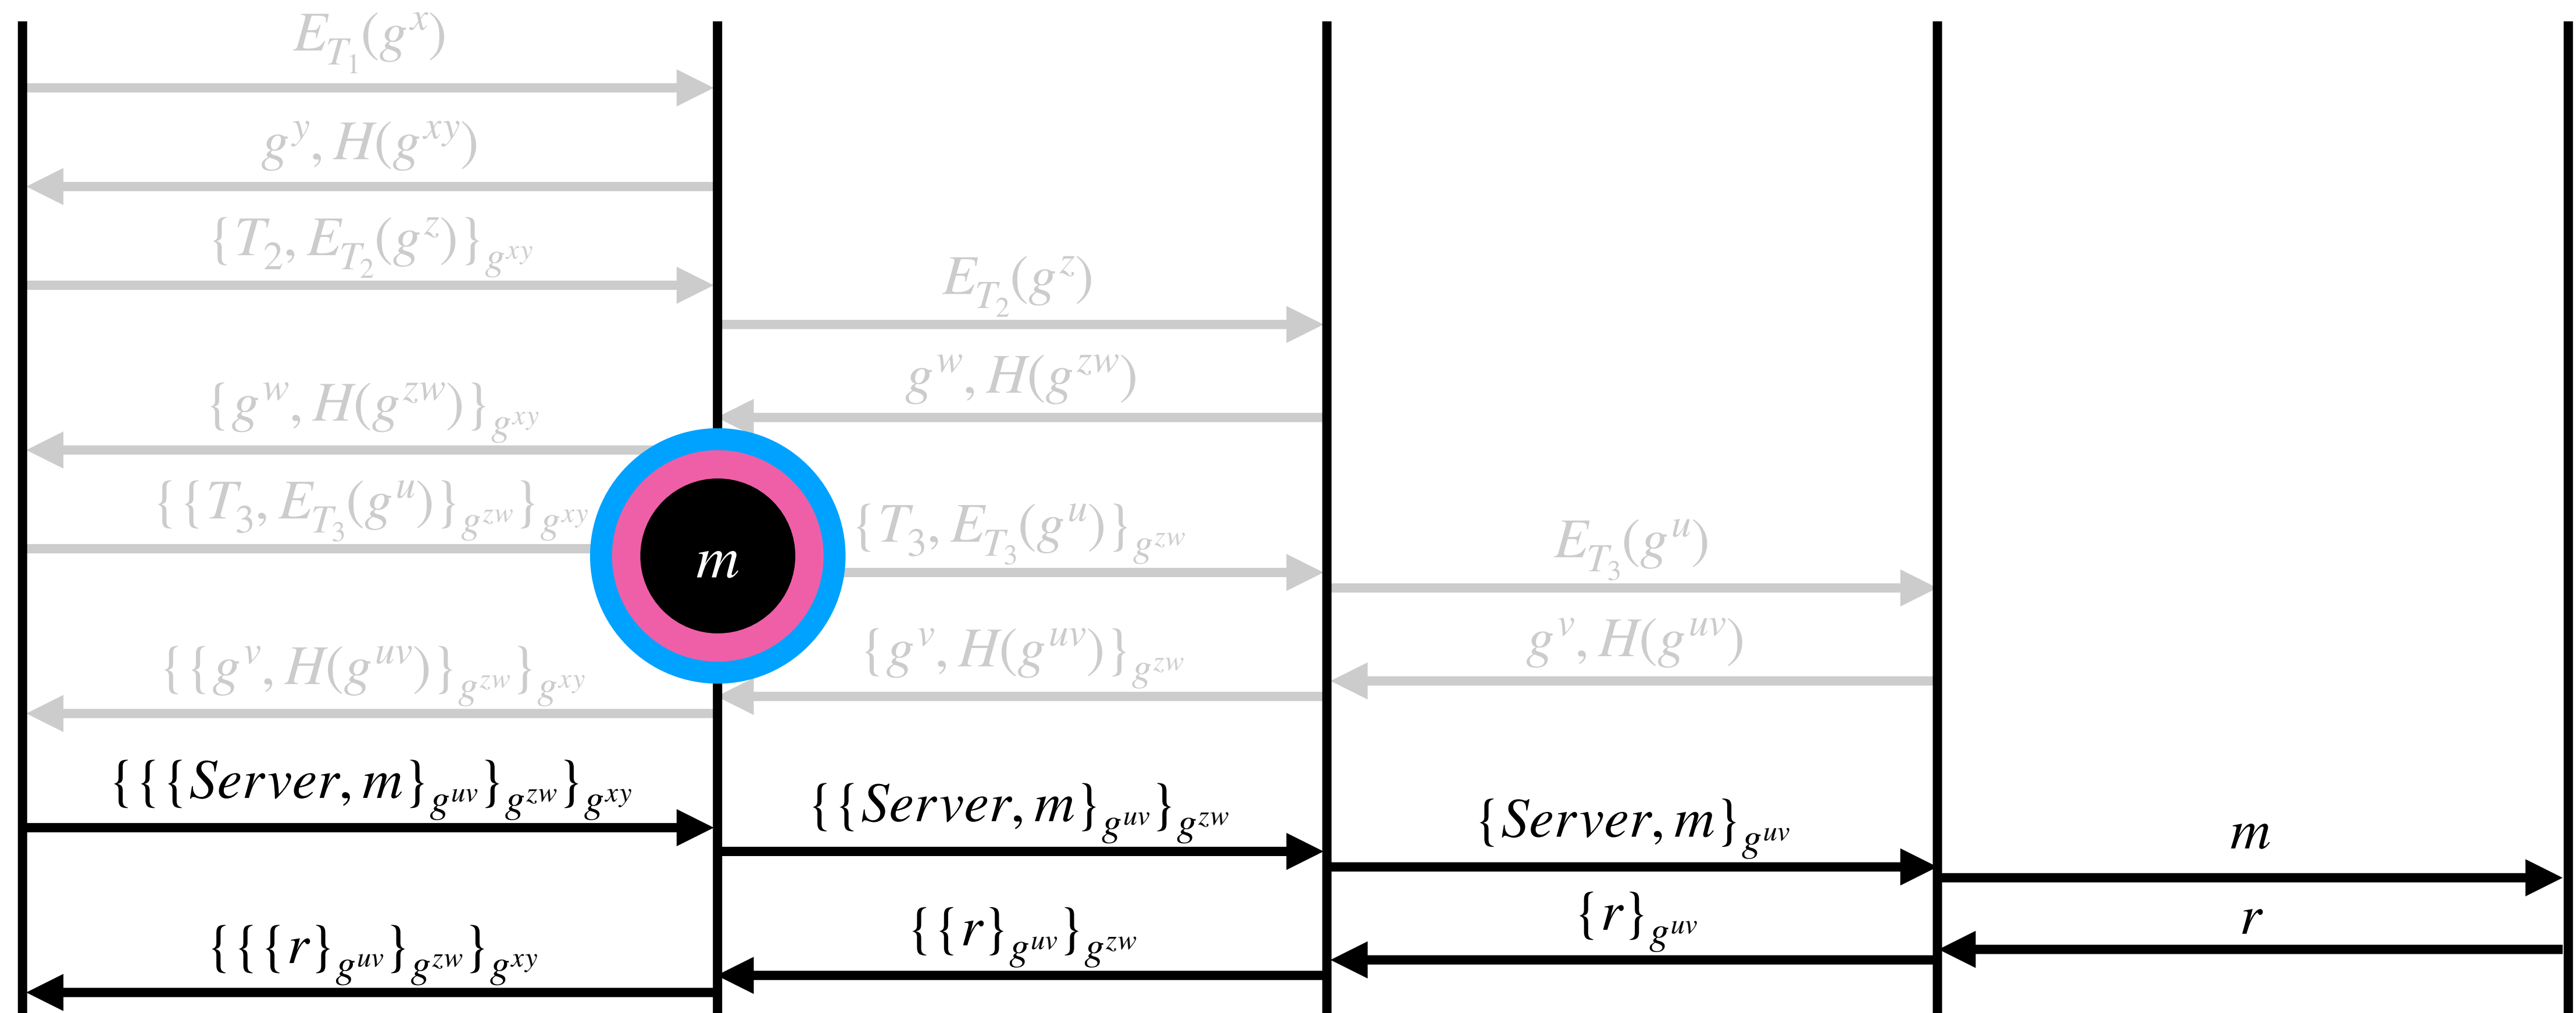 E_{T_1}(g^x)
g^y, H(g^{xy})
{T_2, E_{T_2}(g^z)}_{g^{xy}}
E_{T_2}(g^z)
g^w, H(g^{zw})
{g^w, H(g^{zw})}_{g^{xy}}
{{T_3, E_{T_3}(g^u)}_{g^{zw}}}_{g^{xy}}
m
{T_3, E_{T_3}(g^u)}_{g^{zw}}
E_{T_3}(g^u)
g^v, H(g^{uv})
{g^v, H(g^{uv})}_{g^{zw}}
{{g^v, H(g^{uv})}_{g^{zw}}}_{g^{xy}}
{{{Server, m}_{g^{uv}}}_{g^{zw}}}_{g^{xy}}
{{Server, m}_{g^{uv}}}_{g^{zw}}
{Server, m}_{g^{uv}}
m
r
{r}_{g^{uv}}
{{r}_{g^{uv}}}_{g^{zw}}
{{{r}_{g^{uv}}}_{g^{zw}}}_{g^{xy}}